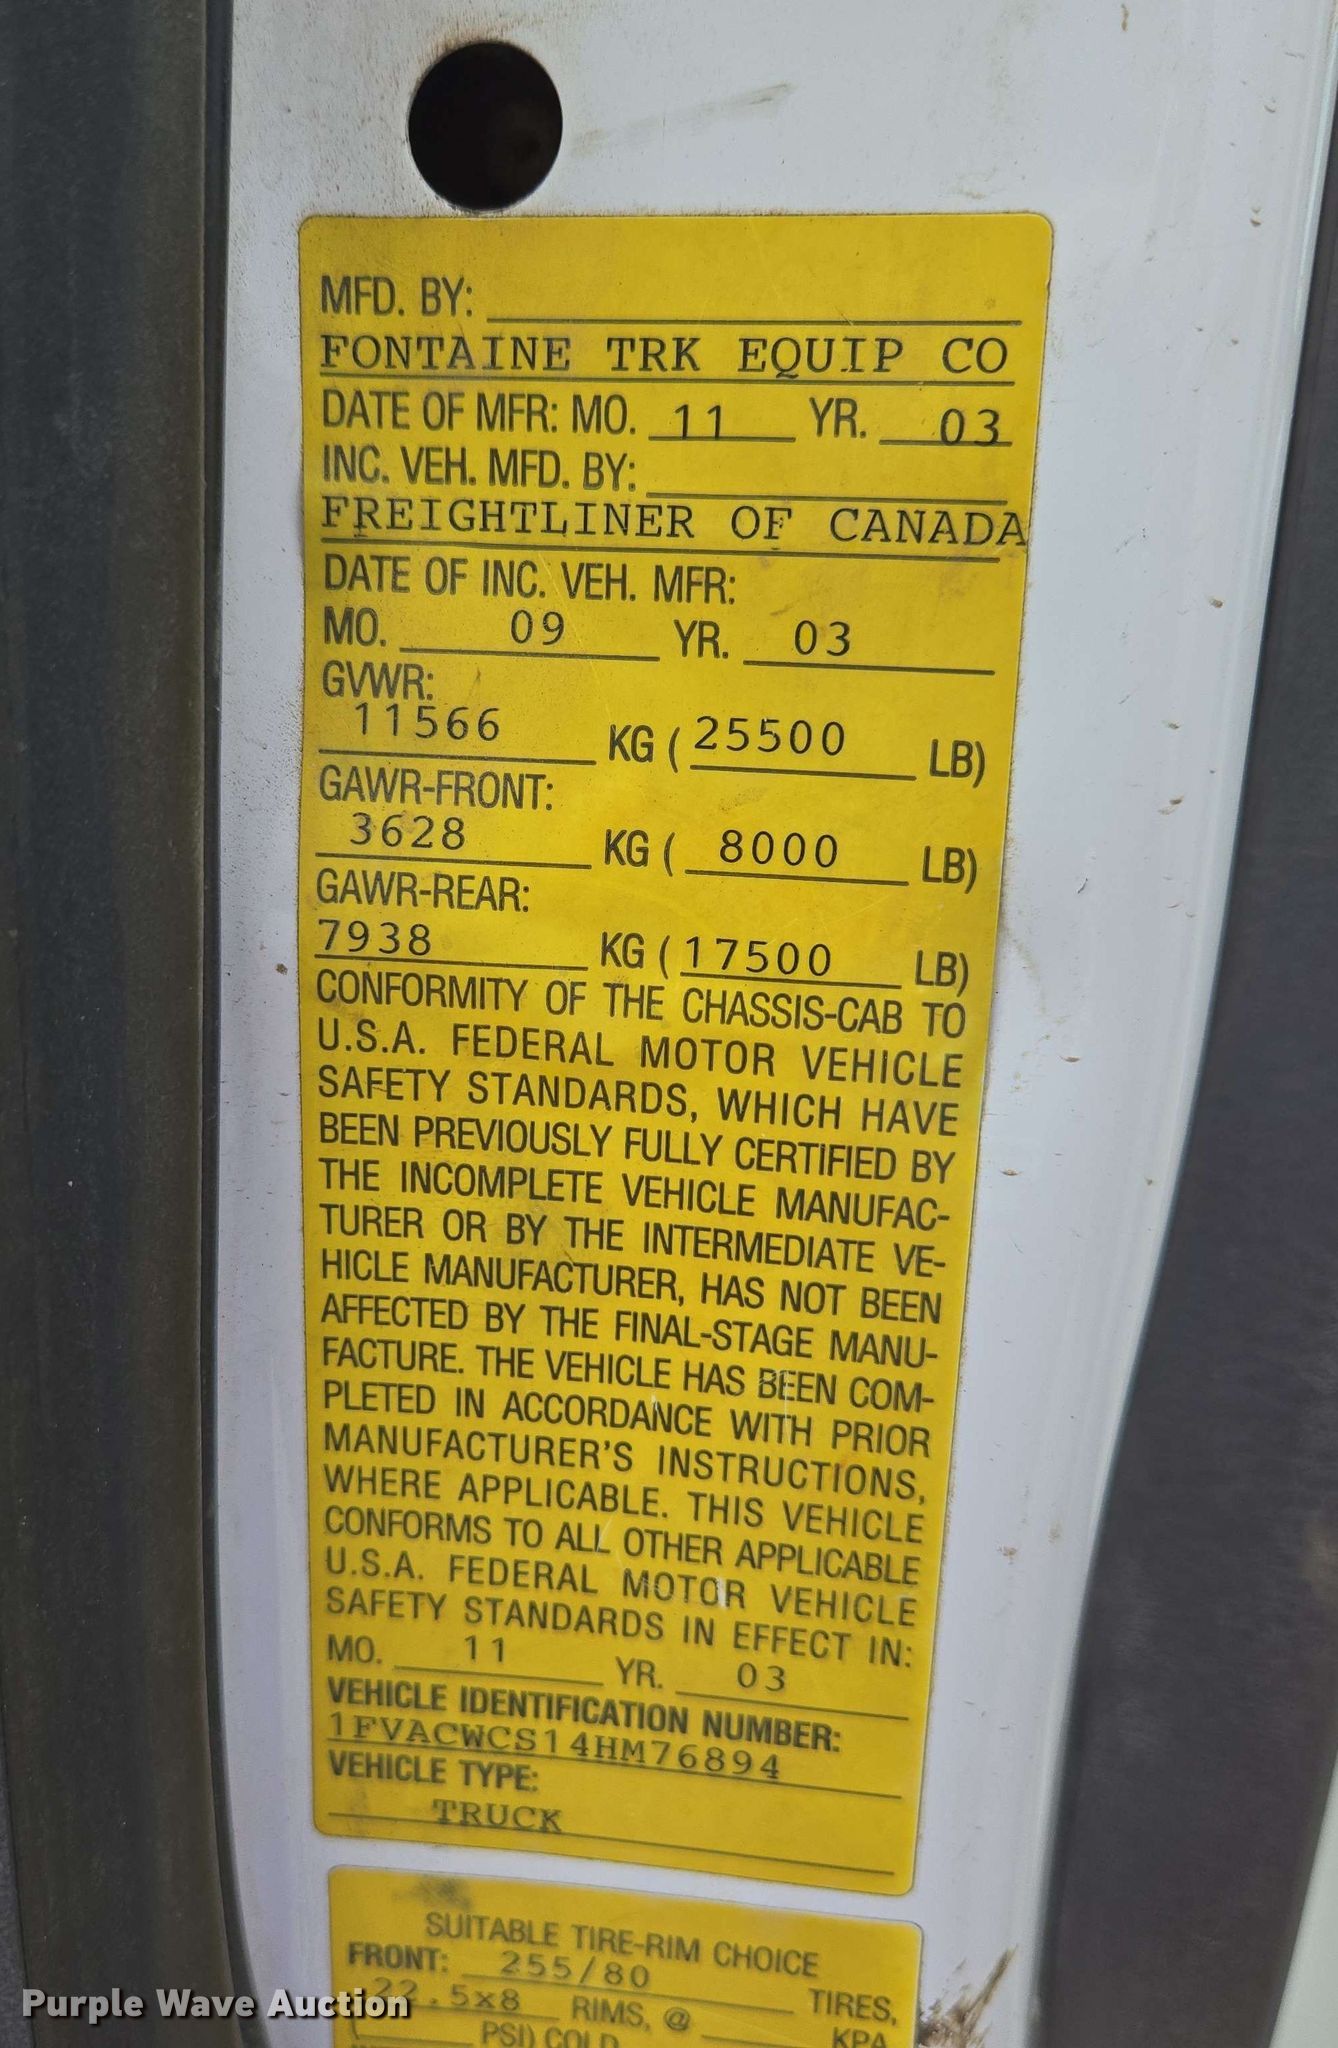 MFD. BY:
FONTAINE TRK EQUIP CO
DATE OF MFR: MO. 11 YR. 03
INC. VEH. MFD. BY:
FREIGHTLINER OF CANADA
DATE OF INC. VEH. MFR:
MO. 09 YR. 03
GVWR:
11566 KG ( 25500 LB)
GAWR-FRONT:
3628 KG ( 8000 LB)
GAWR-REAR:
7938 KG ( 17500 LB)
CONFORMITY OF THE CHASSIS-CAB TO
U.S.A. FEDERAL MOTOR VEHICLE
SAFETY STANDARDS, WHICH HAVE
BEEN PREVIOUSLY FULLY CERTIFIED BY
THE INCOMPLETE VEHICLE MANUFAC-
TURER OR BY THE INTERMEDIATE VE-
HICLE MANUFACTURER, HAS NOT BEEN
AFFECTED BY THE FINAL-STAGE MANU-
FACTURE. THE VEHICLE HAS BEEN COM-
PLETED IN ACCORDANCE WITH PRIOR
MANUFACTURER'S INSTRUCTIONS,
WHERE APPLICABLE. THIS VEHICLE
CONFORMS TO ALL OTHER APPLICABLE
U.S.A. FEDERAL MOTOR VEHICLE
SAFETY STANDARDS IN EFFECT IN:
MO. 11 YR. 03
VEHICLE IDENTIFICATION NUMBER:
1FVACWCS14HM76894
VEHICLE TYPE:
TRUCK
SUITABLE TIRE-RIM CHOICE
FRONT: 255/80 TIRES,
22.5x8 RIMS, @ KPA
( PSI) COLD
Purple Wave Auction